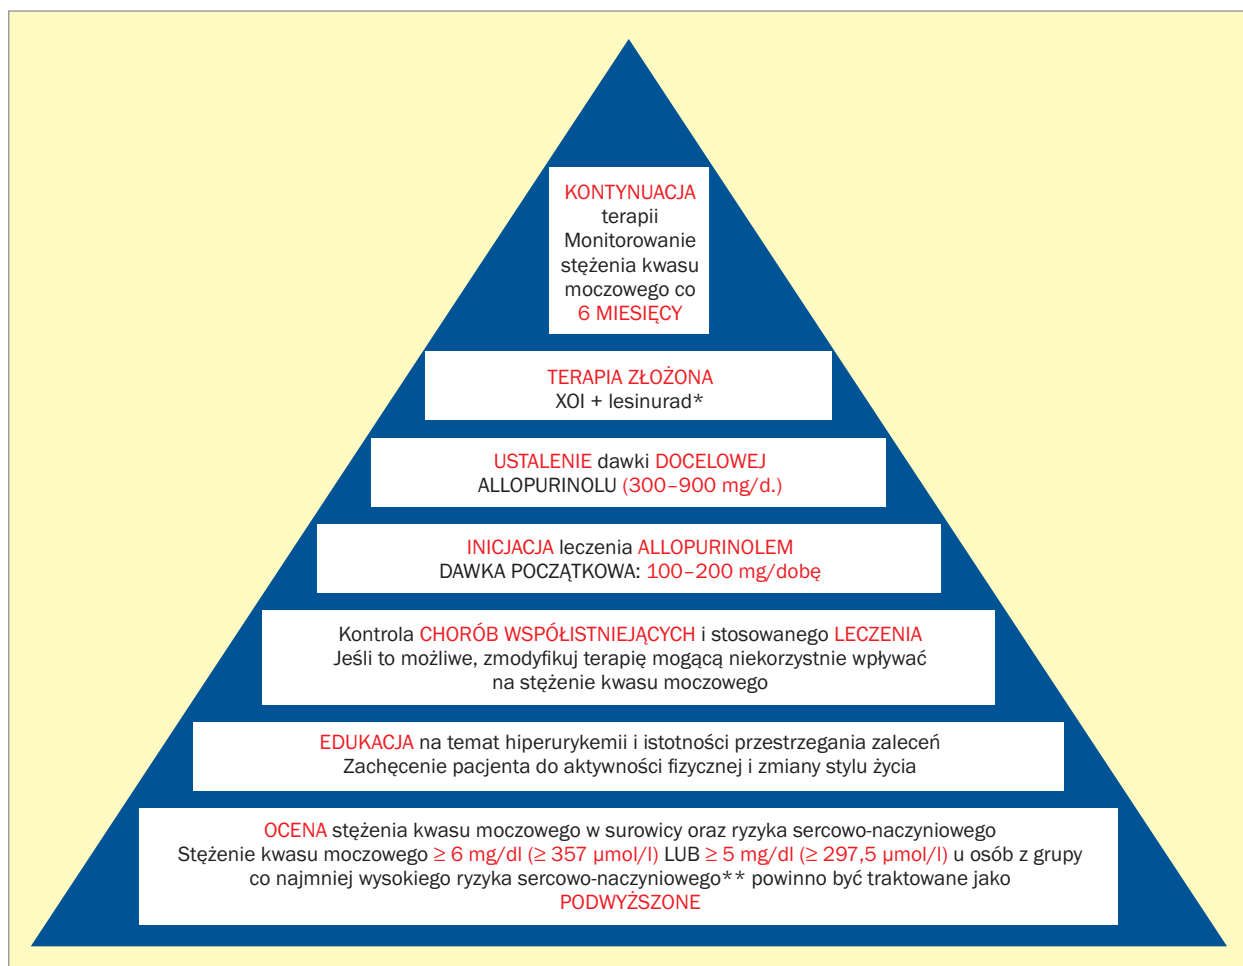 KONTYNUACJA
terapii
Monitorowanie
stężenia kwasu
moczowego co
6 MIESIĘCY
TERAPIA ZŁOŻONA
XOI + lesinurad*
USTALENIE dawki DOCELOWEJ
ALLOPURINOLU (300–900 mg/d.)
INICJACJA leczenia ALLOPURINOLEM
DAWKA POCZĄTKOWA: 100–200 mg/dobę
Kontrola CHORÓB WSPÓŁISTNIEJĄCYCH i stosowanego LECZENIA
Jeśli to możliwe, zmodyfikuj terapię mogącą niekorzystnie wpływać
na stężenie kwasu moczowego
EDUKACJA na temat hiperurykemii i istotności przestrzegania zaleceń
Zachęcenie pacjenta do aktywności fizycznej i zmiany stylu życia
OCENA stężenia kwasu moczowego w surowicy oraz ryzyka sercowo-naczyniowego
Stężenie kwasu moczowego ≥ 6 mg/dl (≥ 357 μmol/l) LUB ≥ 5 mg/dl (≥ 297,5 μmol/l) u osób z grupy
co najmniej wysokiego ryzyka sercowo-naczyniowego** powinno być traktowane jako
PODWYŻSZONE